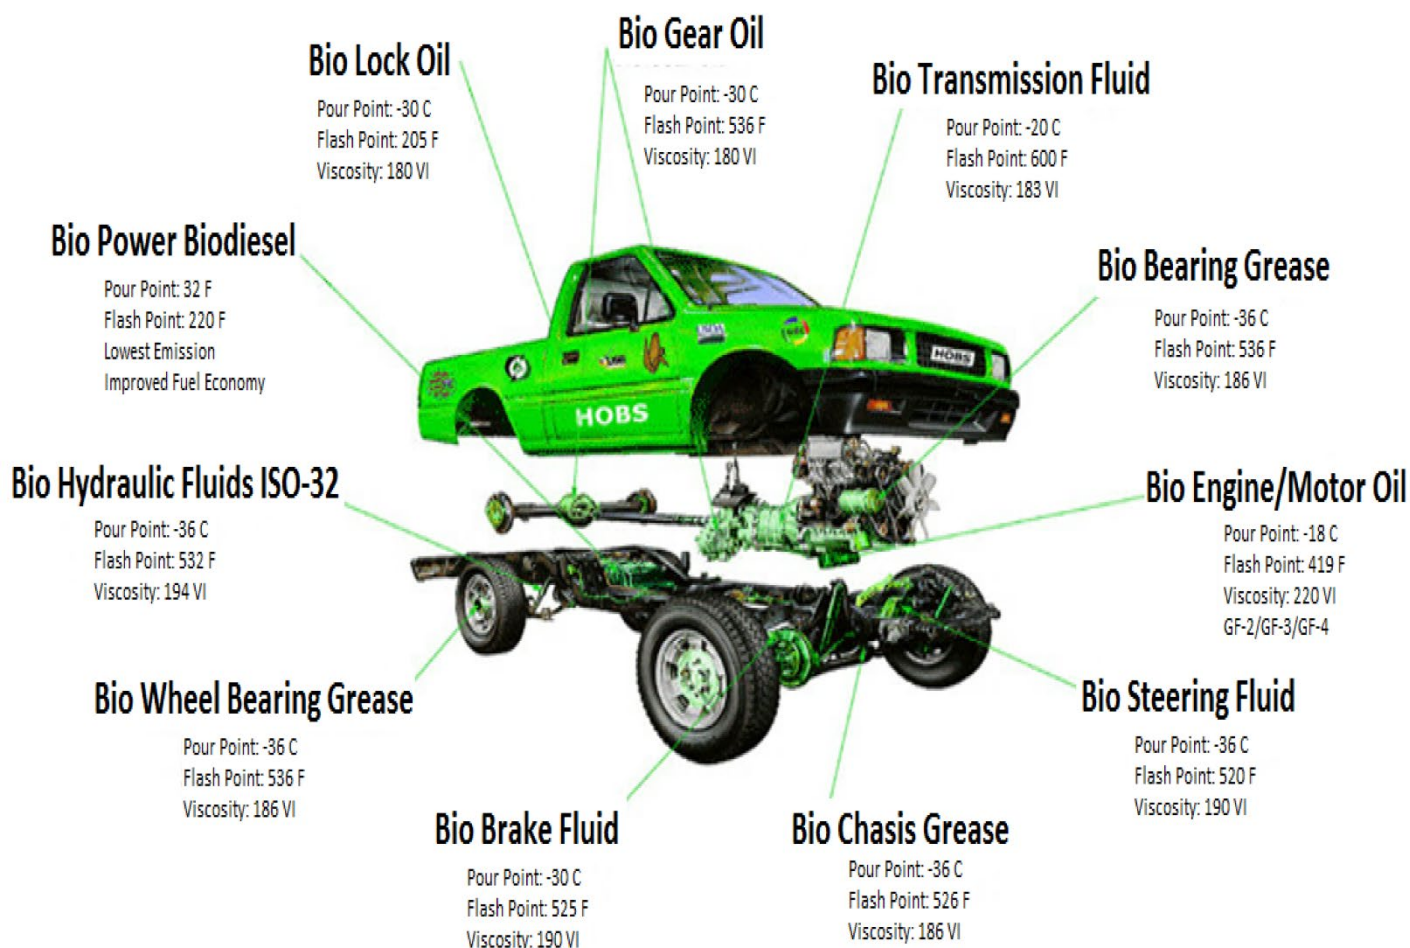 Bio Lock Oil
Pour Point: -30 C
Flash Point: 205 F
Viscosity: 180 VI
Bio Gear Oil
Pour Point: -30 C
Flash Point: 536 F
Viscosity: 180 VI
Bio Transmission Fluid
Pour Point: -20 C
Flash Point: 600 F
Viscosity: 183 VI
Bio Power Biodiesel
Pour Point: 32 F
Flash Point: 220 F
Lowest Emission
Improved Fuel Economy
Bio Bearing Grease
Pour Point: -36 C
Flash Point: 536 F
Viscosity: 186 VI
USDA
HOBS
HOBS
Bio Hydraulic Fluids ISO-32
Pour Point: -36 C
Flash Point: 532 F
Viscosity: 194 VI
Bio Engine/Motor Oil
Pour Point: -18 C
Flash Point: 419 F
Viscosity: 220 VI
GF-2/GF-3/GF-4
Bio Wheel Bearing Grease
Pour Point: -36 C
Flash Point: 536 F
Viscosity: 186 VI
Bio Steering Fluid
Pour Point: -36 C
Flash Point: 520 F
Viscosity: 190 VI
Bio Brake Fluid
Pour Point: -30 C
Flash Point: 525 F
Viscosity: 190 VI
Bio Chasis Grease
Pour Point: -36 C
Flash Point: 526 F
Viscosity: 186 VI